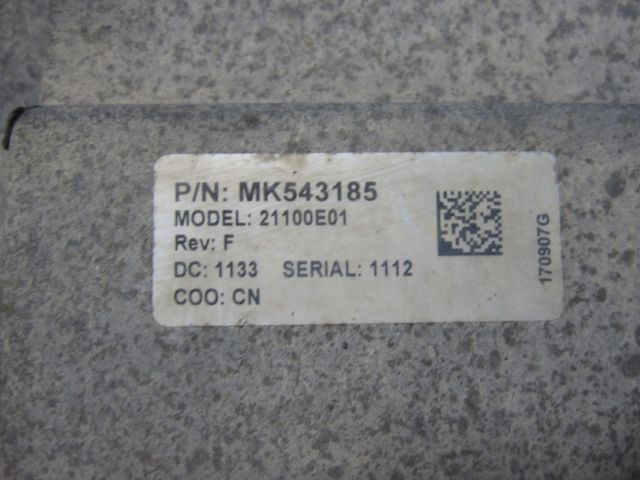 P/N: MK543185
MODEL: 21100E01
Rev: F
DC: 1133 SERIAL: 1112
COO: CN
170907G